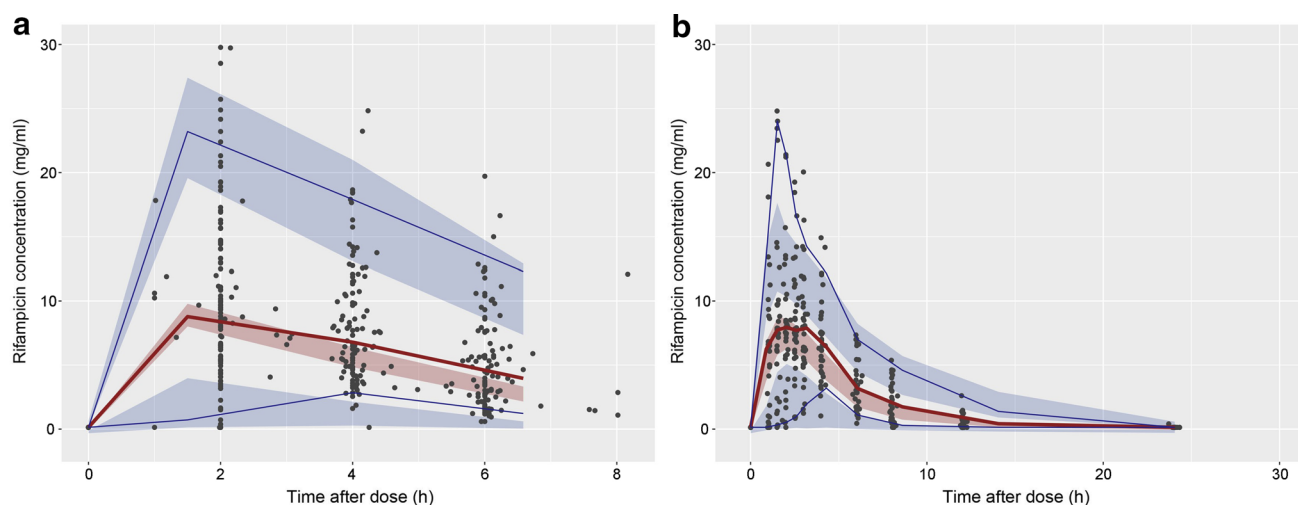 a
Rifampicin concentration (mg/ml)
30
20
10
0
0 2 4 6 8
Time after dose (h)
b
Rifampicin concentration (mg/ml)
30
20
10
0
0 10 20 30
Time after dose (h)